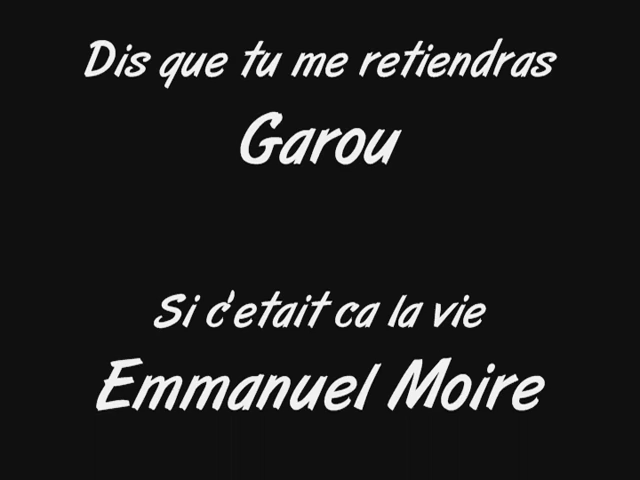 Dis que tu me retiendras
Garou
Si c'etait ca la vie
Emmanuel Moire